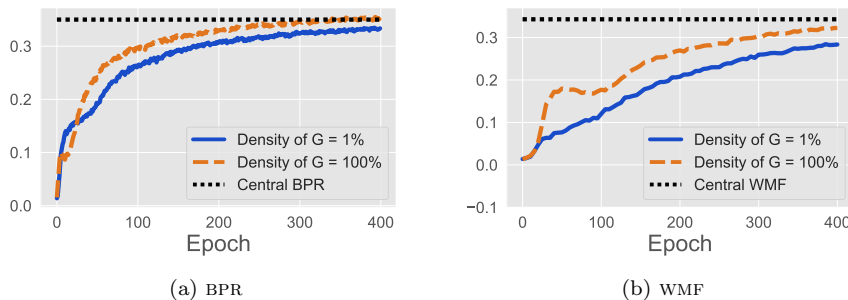 0.3
0.2
0.1
0.0
0
100
200
300
400
Density of G = 1%
Density of G = 100%
Central BPR
Epoch
(a) BPR
0.3
0.2
0.1
0.0
−0.1
0
100
200
300
400
Density of G = 1%
Density of G = 100%
Central WMF
Epoch
(b) WMF